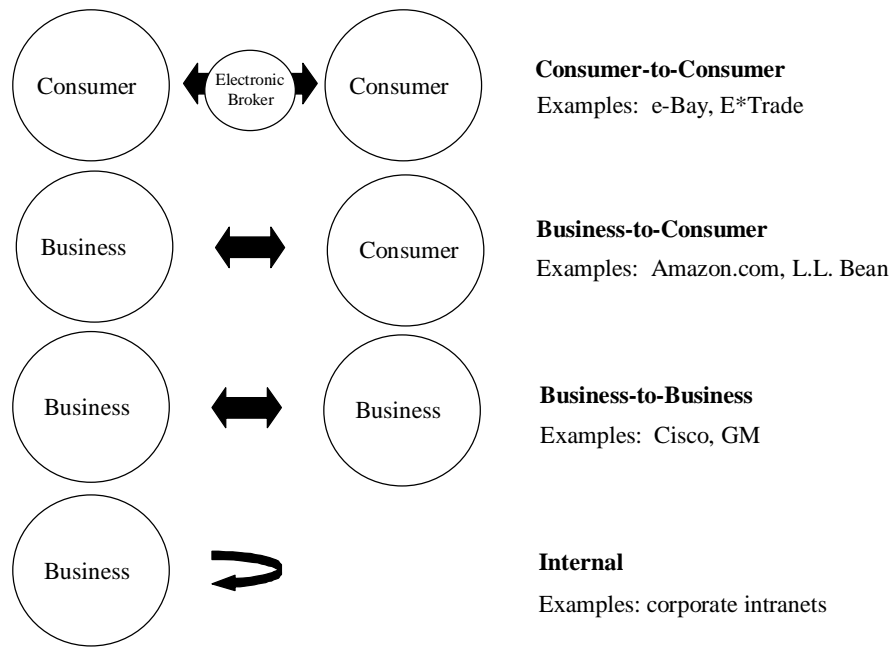 Consumer
Electronic
Broker
Consumer
Consumer-to-Consumer
Examples:  e-Bay, E*Trade
Business
Consumer
Business-to-Consumer
Examples:  Amazon.com, L.L. Bean
Business
Business
Business-to-Business
Examples:  Cisco, GM
Business
Internal
Examples: corporate intranets